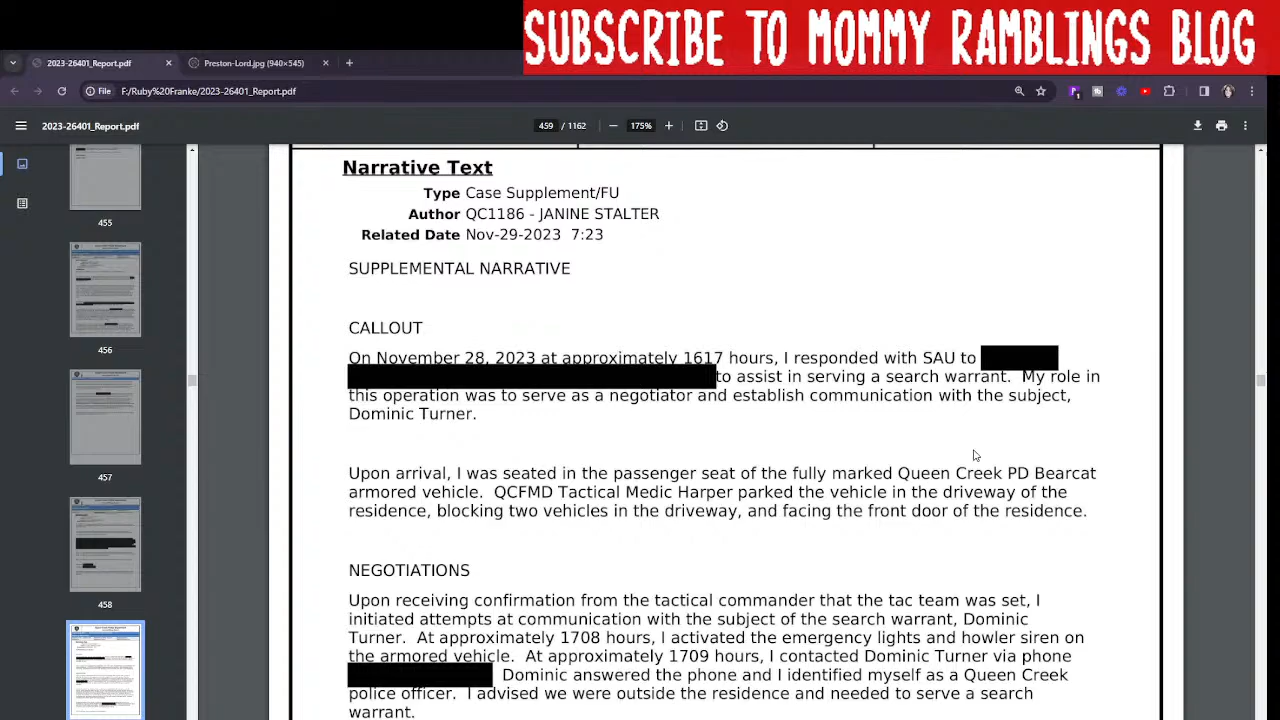 SUBSCRIBE TO MOMMY RAMBLINGS BLOG
2023-26401_Report.pdf
Preston-Lord.jpg (940×545)
File F:/Ruby%20Franke/2023-26401_Report.pdf
2023-26401_Report.pdf
459 / 1162
175%
Narrative Text
Type Case Supplement/FU
Author QC1186 - JANINE STALTER
Related Date Nov-29-2023 7:23
SUPPLEMENTAL NARRATIVE
CALLOUT
On November 28, 2023 at approximately 1617 hours, I responded with SAU to
to assist in serving a search warrant. My role in
this operation was to serve as a negotiator and establish communication with the subject,
Dominic Turner.
Upon arrival, I was seated in the passenger seat of the fully marked Queen Creek PD Bearcat
armored vehicle. QCEMD Tactical Medic Harper parked the vehicle in the driveway of the
residence, blocking two vehicles in the driveway, and facing the front door of the residence.
NEGOTIATIONS
Upon receiving confirmation from the tactical commander that the tac team was set, I
initiated attempts at communication with the subject of the search warrant, Dominic
Turner. At approximately 1708 hours, I activated the emergency lights and howler siren on
the armored vehicle. At approximately 1709 hours, I contacted Dominic Turner via phone
Dominic answered the phone and I identified myself as a Queen Creek
police officer. I advised we were outside the residence and needed to serve a search
warrant.
455
456
457
458